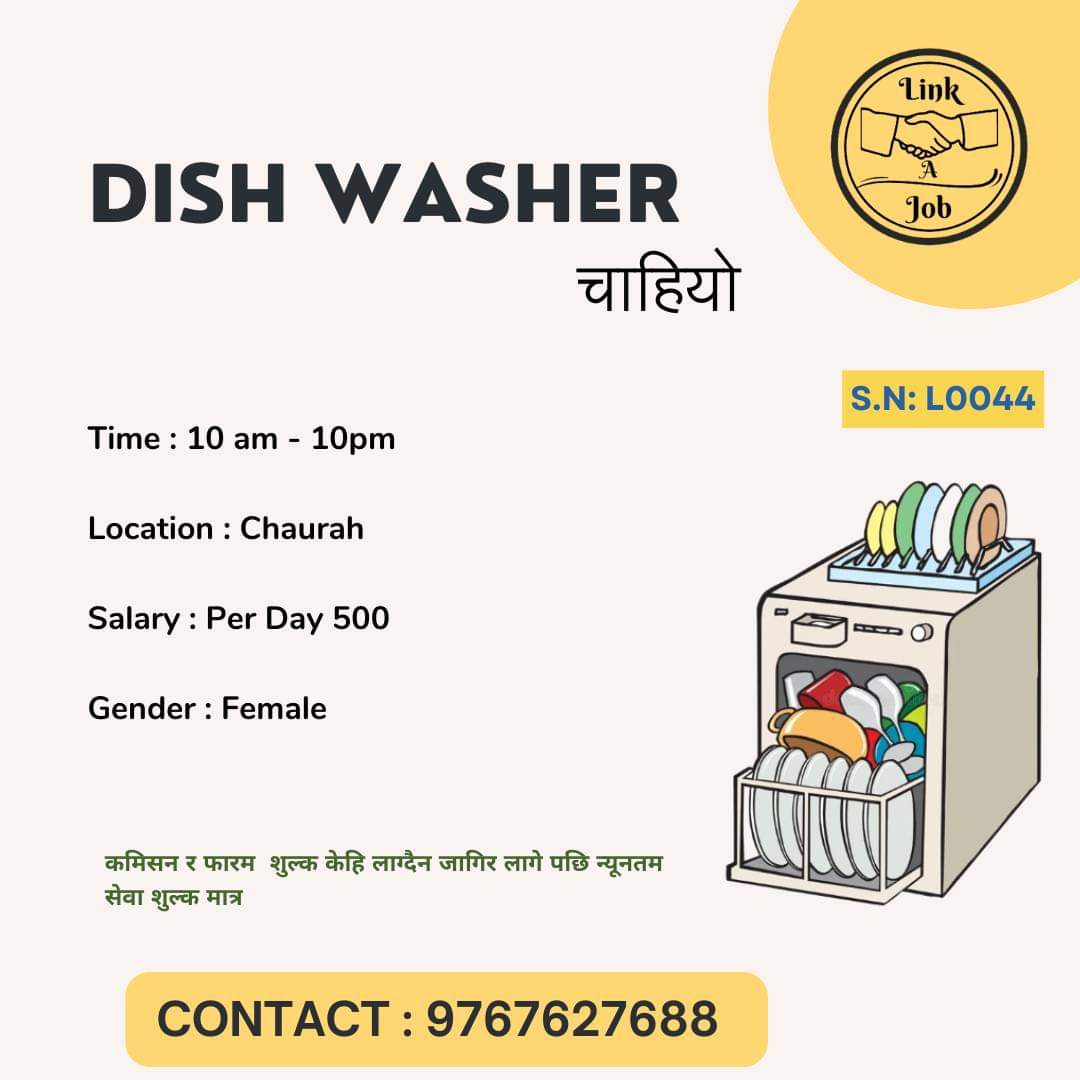 Link
A
Job
DISH WASHER
चाहियो
S.N: L0044
Time : 10 am - 10pm
Location : Chaurah
Salary : Per Day 500
Gender : Female
कमिसन र फारम शुल्क केहि लाग्दैन जागिर लागे पछि न्यूनतम
सेवा शुल्क मात्र
CONTACT : 9767627688